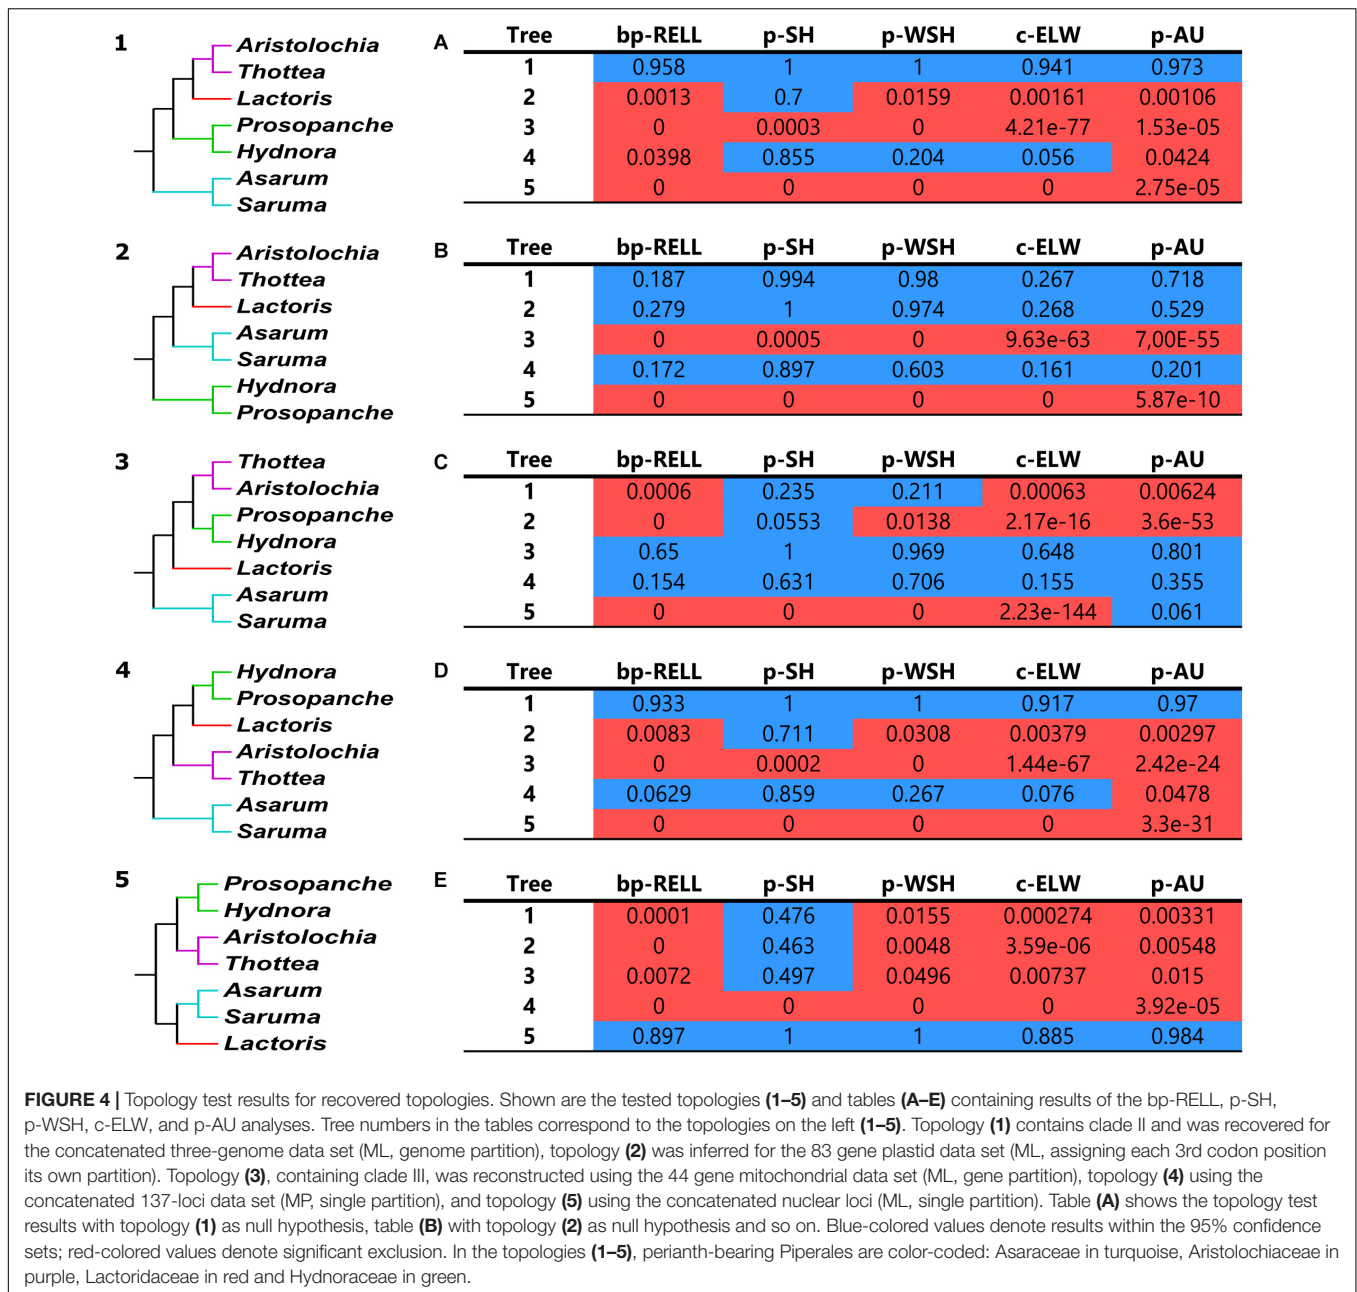 1
Aristolochia
Thottea
Lactoris
Prosopanche
Hydnora
Asarum
Saruma
A
Tree bp-RELL p-SH p-WSH c-ELW p-AU
1 0.958 1 1 0.941 0.973
2 0.0013 0.7 0.0159 0.00161 0.00106
3 0 0.0003 0 4.21e-77 1.53e-05
4 0.0398 0.855 0.204 0.056 0.0424
5 0 0 0 0 2.75e-05
2
Aristolochia
Thottea
Lactoris
Asarum
Saruma
Hydnora
Prosopanche
B
Tree bp-RELL p-SH p-WSH c-ELW p-AU
1 0.187 0.994 0.98 0.267 0.718
2 0.279 1 0.974 0.268 0.529
3 0 0.0005 0 9.63e-63 7,00E-55
4 0.172 0.897 0.603 0.161 0.201
5 0 0 0 0 5.87e-10
3
Thottea
Aristolochia
Prosopanche
Hydnora
Lactoris
Asarum
Saruma
C
Tree bp-RELL p-SH p-WSH c-ELW p-AU
1 0.0006 0.235 0.211 0.00063 0.00624
2 0 0.0553 0.0138 2.17e-16 3.6e-53
3 0.65 1 0.969 0.648 0.801
4 0.154 0.631 0.706 0.155 0.355
5 0 0 0 2.23e-144 0.061
4
Hydnora
Prosopanche
Lactoris
Aristolochia
Thottea
Asarum
Saruma
D
Tree bp-RELL p-SH p-WSH c-ELW p-AU
1 0.933 1 1 0.917 0.97
2 0.0083 0.711 0.0308 0.00379 0.00297
3 0 0.0002 0 1.44e-67 2.42e-24
4 0.0629 0.859 0.267 0.076 0.0478
5 0 0 0 0 3.3e-31
5
Prosopanche
Hydnora
Aristolochia
Thottea
Asarum
Saruma
Lactoris
E
Tree bp-RELL p-SH p-WSH c-ELW p-AU
1 0.0001 0.476 0.0155 0.000274 0.00331
2 0 0.463 0.0048 3.59e-06 0.00548
3 0.0072 0.497 0.0496 0.00737 0.015
4 0 0 0 0 3.92e-05
5 0.897 1 1 0.885 0.984
FIGURE 4 | Topology test results for recovered topologies. Shown are the tested topologies (1–5) and tables (A–E) containing results of the bp-RELL, p-SH,
p-WSH, c-ELW, and p-AU analyses. Tree numbers in the tables correspond to the topologies on the left (1–5). Topology (1) contains clade II and was recovered for
the concatenated three-genome data set (ML, genome partition), topology (2) was inferred for the 83 gene plastid data set (ML, assigning each 3rd codon position
its own partition). Topology (3), containing clade III, was reconstructed using the 44 gene mitochondrial data set (ML, gene partition), topology (4) using the
concatenated 137-loci data set (MP, single partition), and topology (5) using the concatenated nuclear loci (ML, single partition). Table (A) shows the topology test
results with topology (1) as null hypothesis, table (B) with topology (2) as null hypothesis and so on. Blue-colored values denote results within the 95% confidence
sets; red-colored values denote significant exclusion. In the topologies (1–5), perianth-bearing Piperales are color-coded: Asaraceae in turquoise, Aristolochiaceae in
purple, Lactoridaceae in red and Hydnoraceae in green.